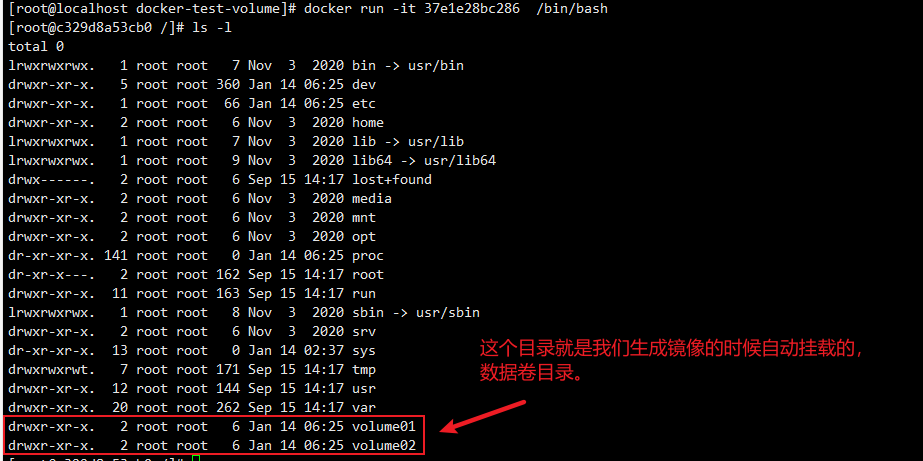 [root@localhost docker-test-volume]# docker run -it 37e1e28bc286  /bin/bash
[root@c329d8a53cb0 /]# ls -l
total 0
lrwxrwxrwx.   1 root root   7 Nov  3  2020 bin -> usr/bin
drwxr-xr-x.   5 root root 360 Jan 14 06:25 dev
drwxr-xr-x.   1 root root  66 Jan 14 06:25 etc
drwxr-xr-x.   2 root root   6 Nov  3  2020 home
lrwxrwxrwx.   1 root root   7 Nov  3  2020 lib -> usr/lib
lrwxrwxrwx.   1 root root   9 Nov  3  2020 lib64 -> usr/lib64
drwx------.   2 root root   6 Sep 15 14:17 lost+found
drwxr-xr-x.   2 root root   6 Nov  3  2020 media
drwxr-xr-x.   2 root root   6 Nov  3  2020 mnt
drwxr-xr-x.   2 root root   6 Nov  3  2020 opt
dr-xr-xr-x. 141 root root   0 Jan 14 06:25 proc
dr-xr-x---.   2 root root 162 Sep 15 14:17 root
drwxr-xr-x.  11 root root 163 Sep 15 14:17 run
lrwxrwxrwx.   1 root root   8 Nov  3  2020 sbin -> usr/sbin
drwxr-xr-x.   2 root root   6 Nov  3  2020 srv
dr-xr-xr-x.  13 root root   0 Jan 14 02:37 sys
drwxrwxrwt.   7 root root 171 Sep 15 14:17 tmp
drwxr-xr-x.  12 root root 144 Sep 15 14:17 usr
drwxr-xr-x.  20 root root 262 Sep 15 14:17 var
drwxr-xr-x.   2 root root   6 Jan 14 06:25 volume01
drwxr-xr-x.   2 root root   6 Jan 14 06:25 volume02
这个目录就是我们生成镜像的时候自动挂载的，
数据卷目录。